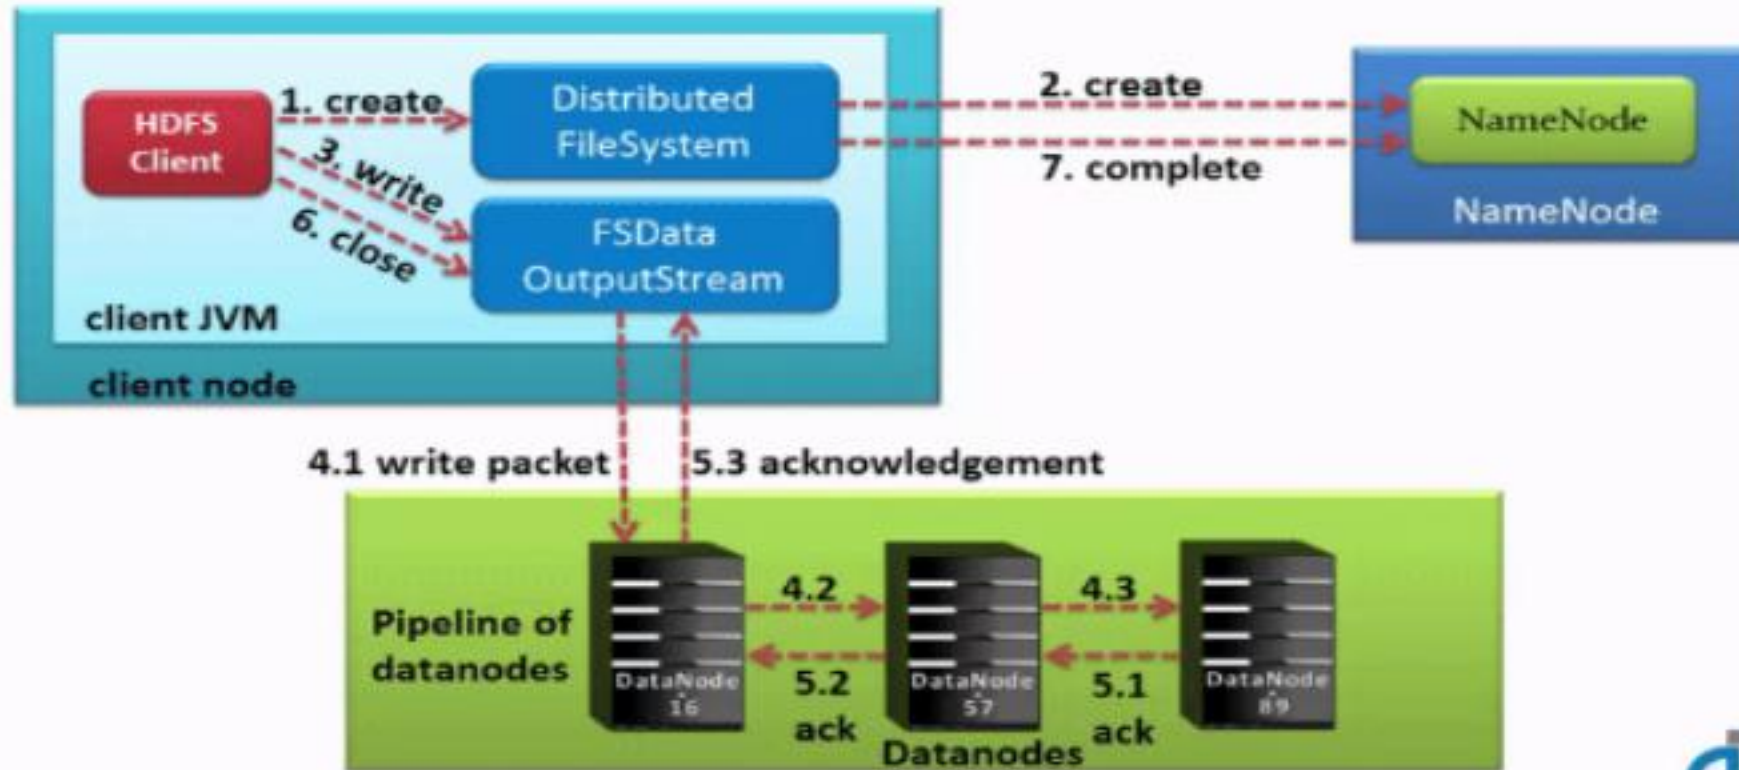 HDFS
Client
1. create
Distributed
FileSystem
2. create
7. complete
NameNode
NameNode
3. write
6. close
FSData
OutputStream
client JVM
client node
4.1 write packet
5.3 acknowledgement
Pipeline of
datanodes
4.2
4.3
DataNode
-
16
5.2
ack
DataNode
-
57
5.1
ack
DataNode
-
89
Datanodes